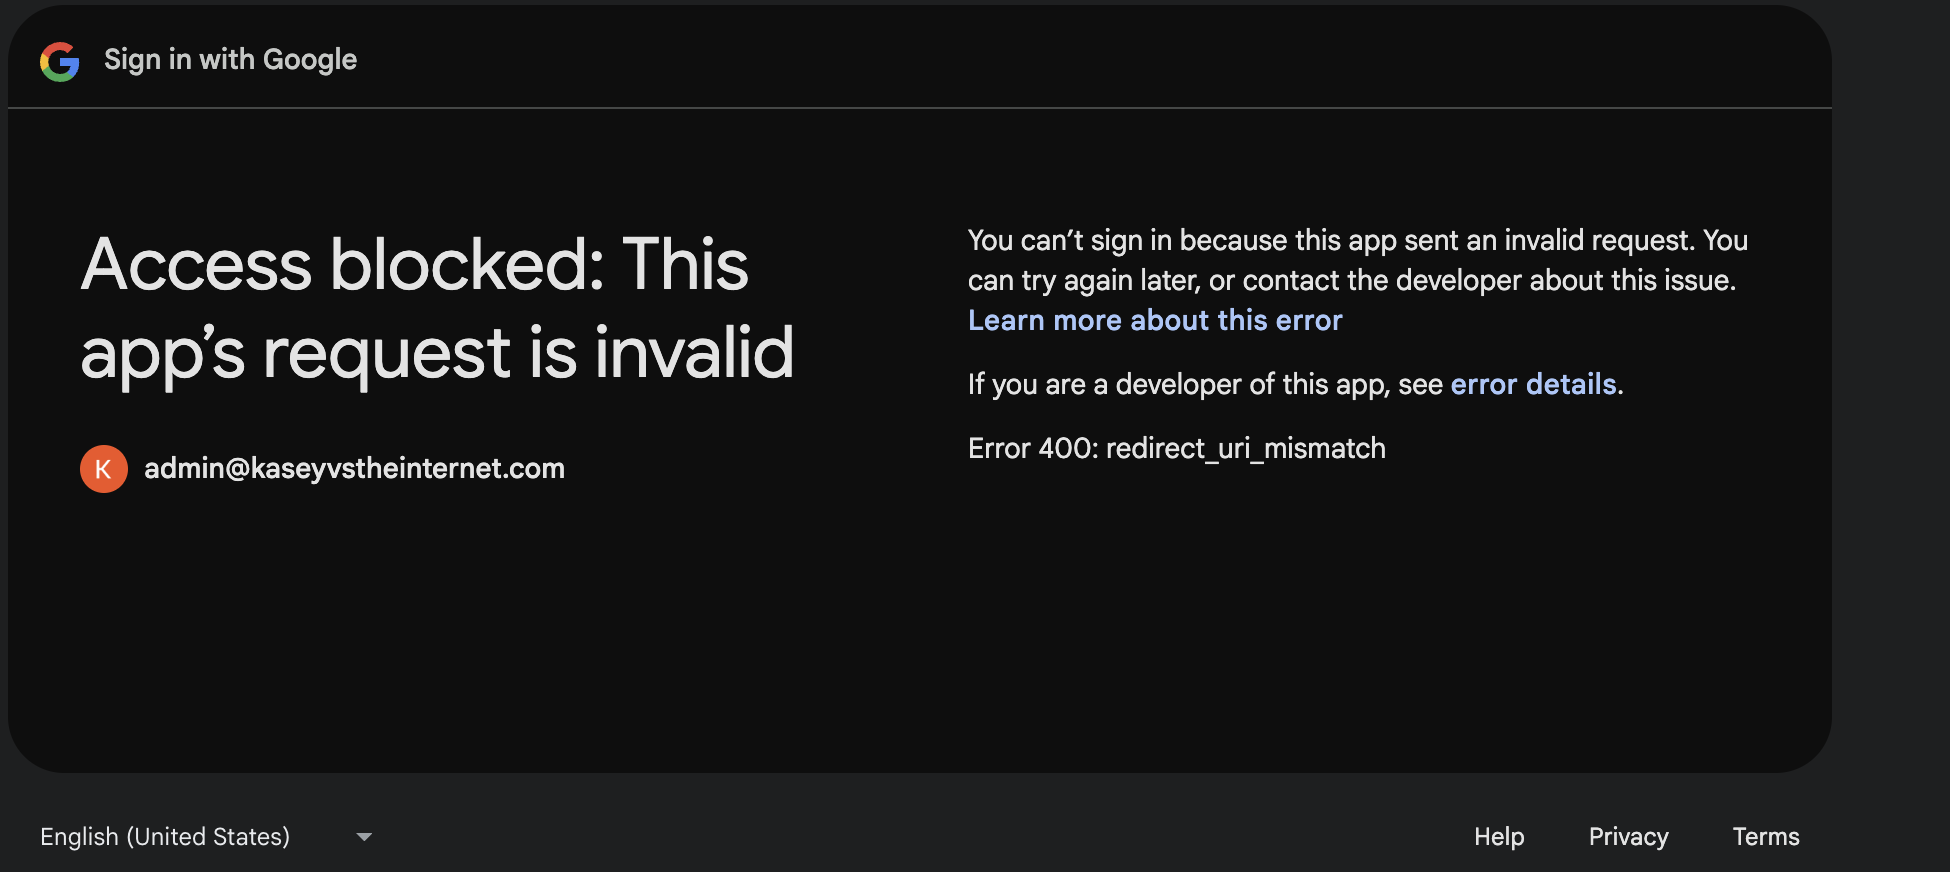 Sign in with Google
Access blocked: This
app’s request is invalid
K
admin@kaseyvstheinternet.com
You can’t sign in because this app sent an invalid request. You
can try again later, or contact the developer about this issue.
Learn more about this error
If you are a developer of this app, see error details.
Error 400: redirect_uri_mismatch
English (United States)
Help
Privacy
Terms